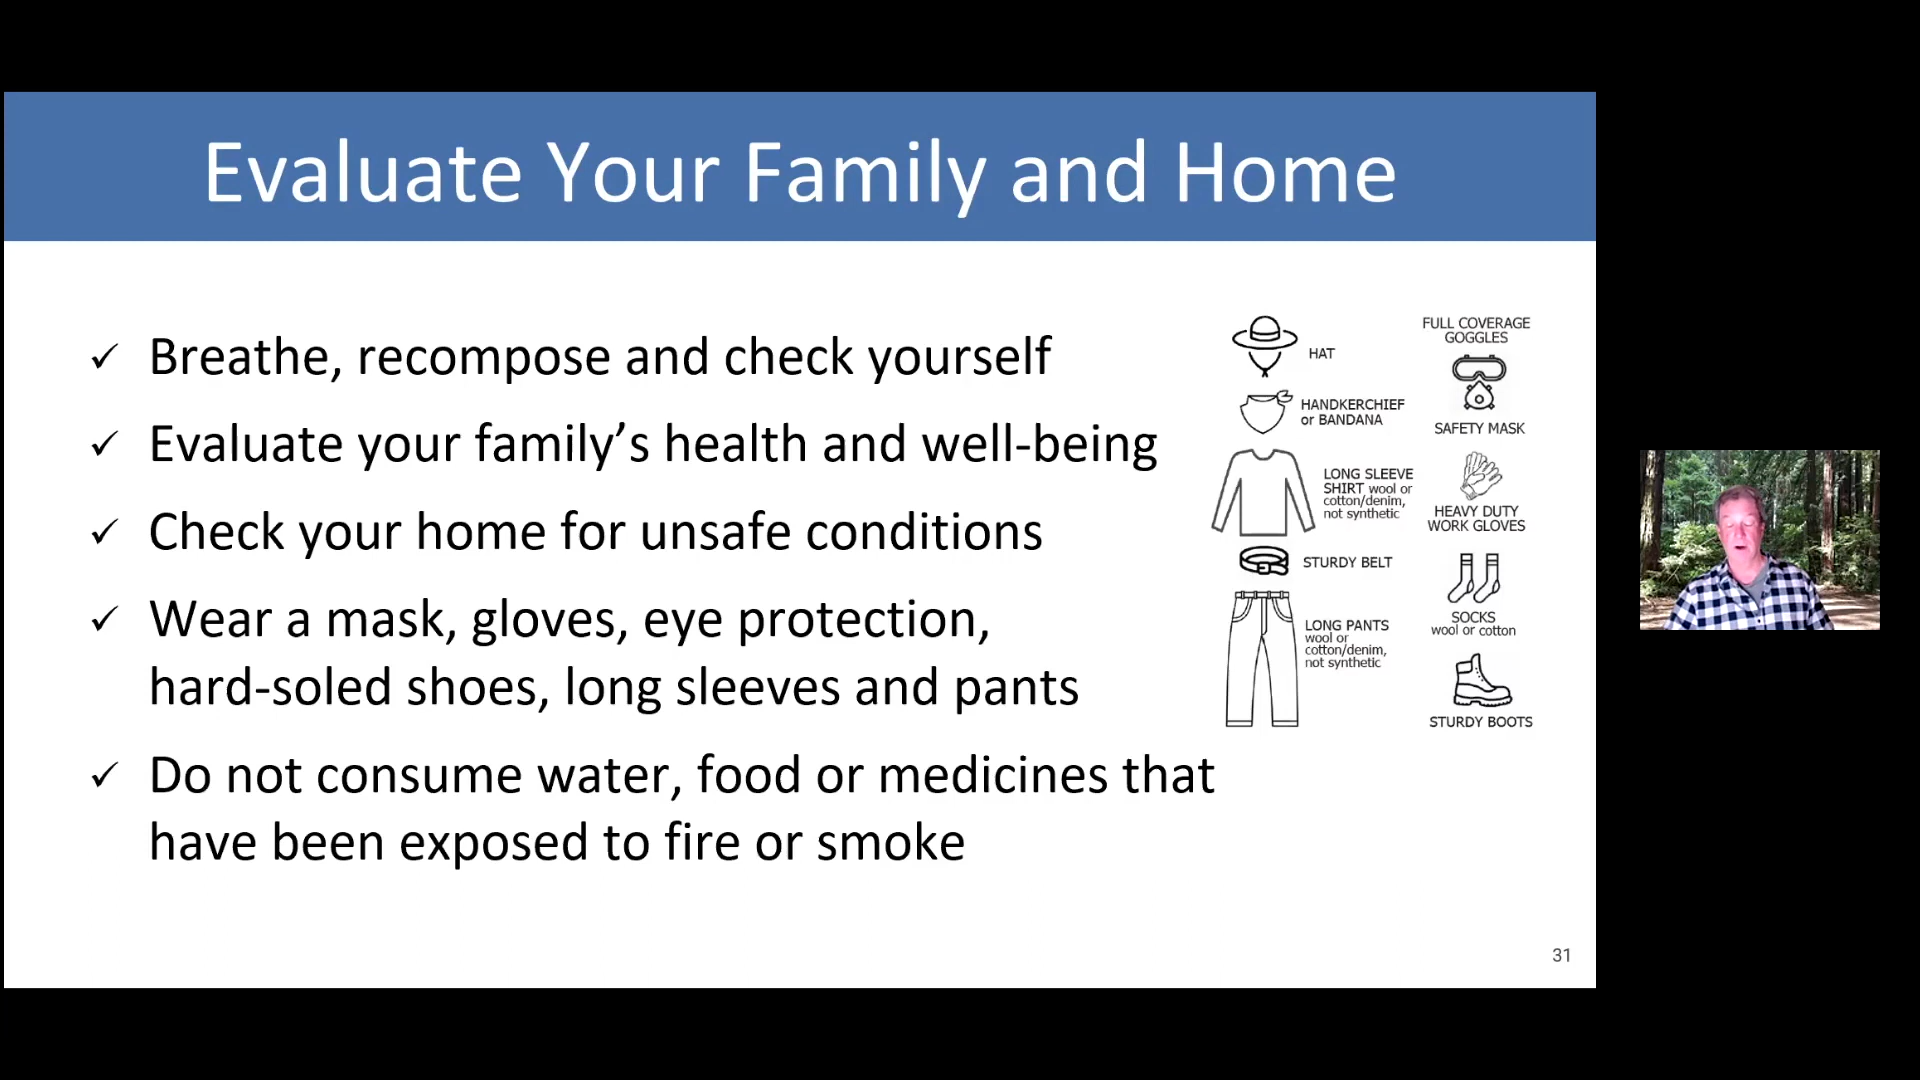 Evaluate Your Family and Home
✓ Breathe, recompose and check yourself
✓ Evaluate your family’s health and well-being
✓ Check your home for unsafe conditions
✓ Wear a mask, gloves, eye protection,
hard-soled shoes, long sleeves and pants
✓ Do not consume water, food or medicines that
have been exposed to fire or smoke
HAT
HANDKERCHIEF
or BANDANA
LONG SLEEVE
SHIRT wool or
cotton/denim,
not synthetic
STURDY BELT
LONG PANTS
wool or
cotton/denim,
not synthetic
FULL COVERAGE
GOGGLES
SAFETY MASK
HEAVY DUTY
WORK GLOVES
SOCKS
wool or cotton
STURDY BOOTS
31